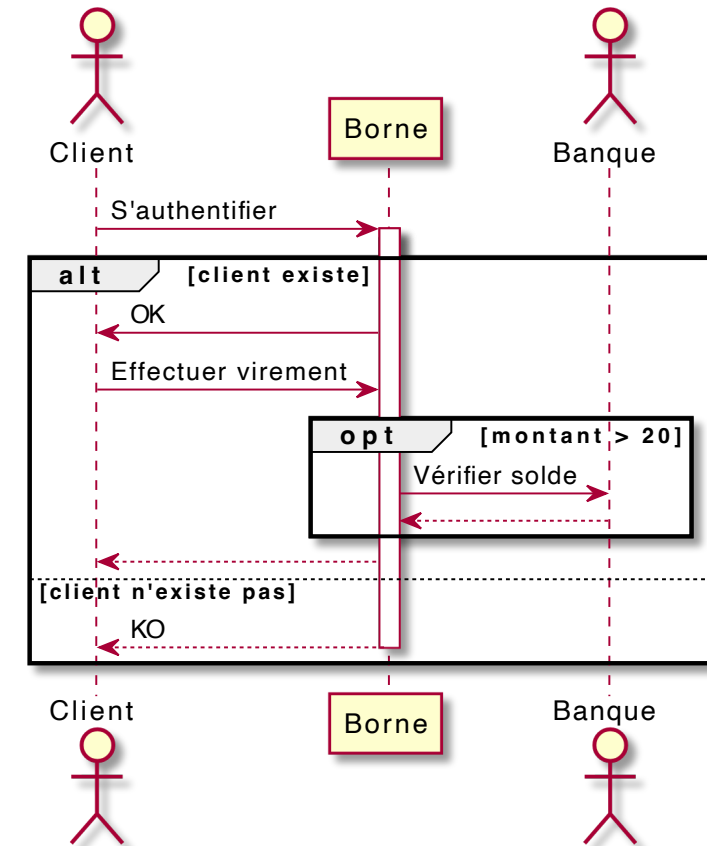 Client
Borne
Banque
S'authentifier
alt
[client existe]
OK
Effectuer virement
opt
[montant > 20]
Vérifier solde
[client n'existe pas]
KO
Client
Borne
Banque